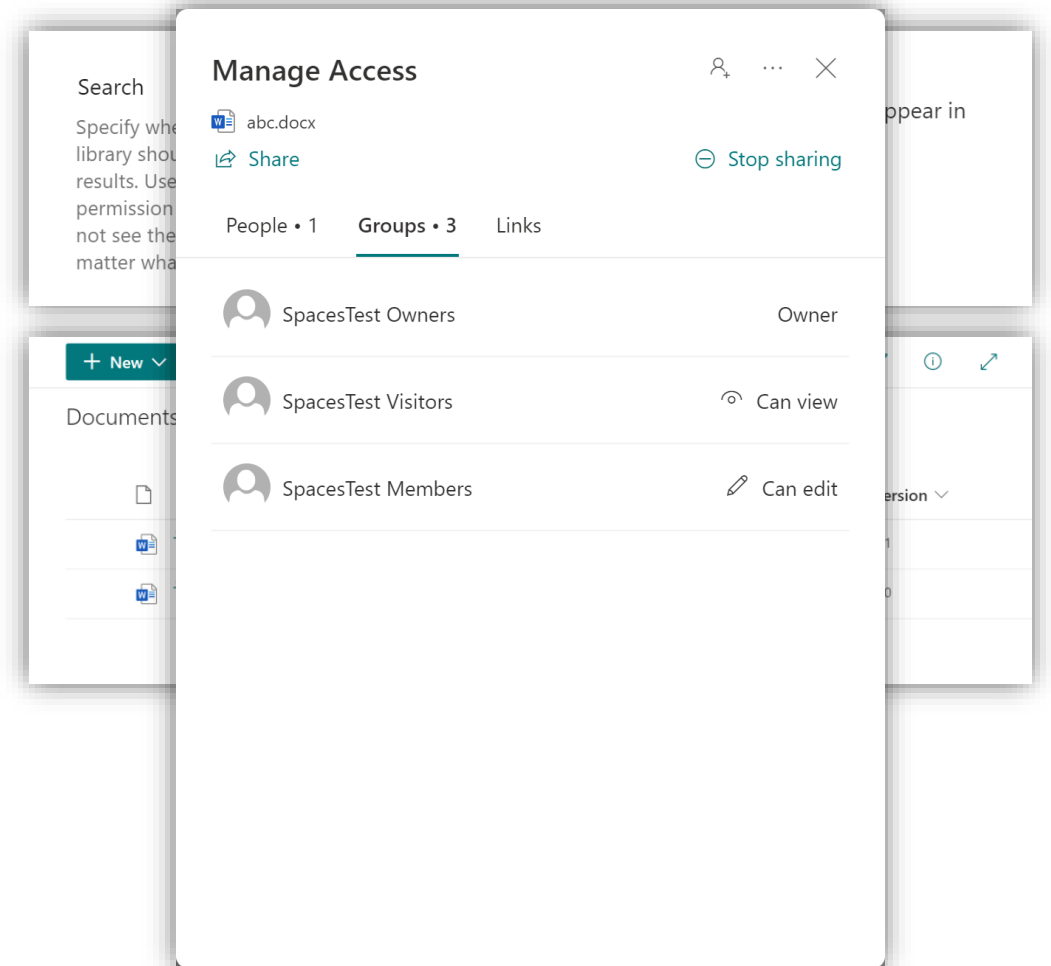 Search
Specify whe
library shou
results. Use
permission
not see the
matter wha
ppear in
Manage Access
abc.docx
Share
Stop sharing
People • 1
Groups • 3
Links
SpacesTest Owners
Owner
SpacesTest Visitors
Can view
SpacesTest Members
Can edit
+ New
Documents
ersion
1
0